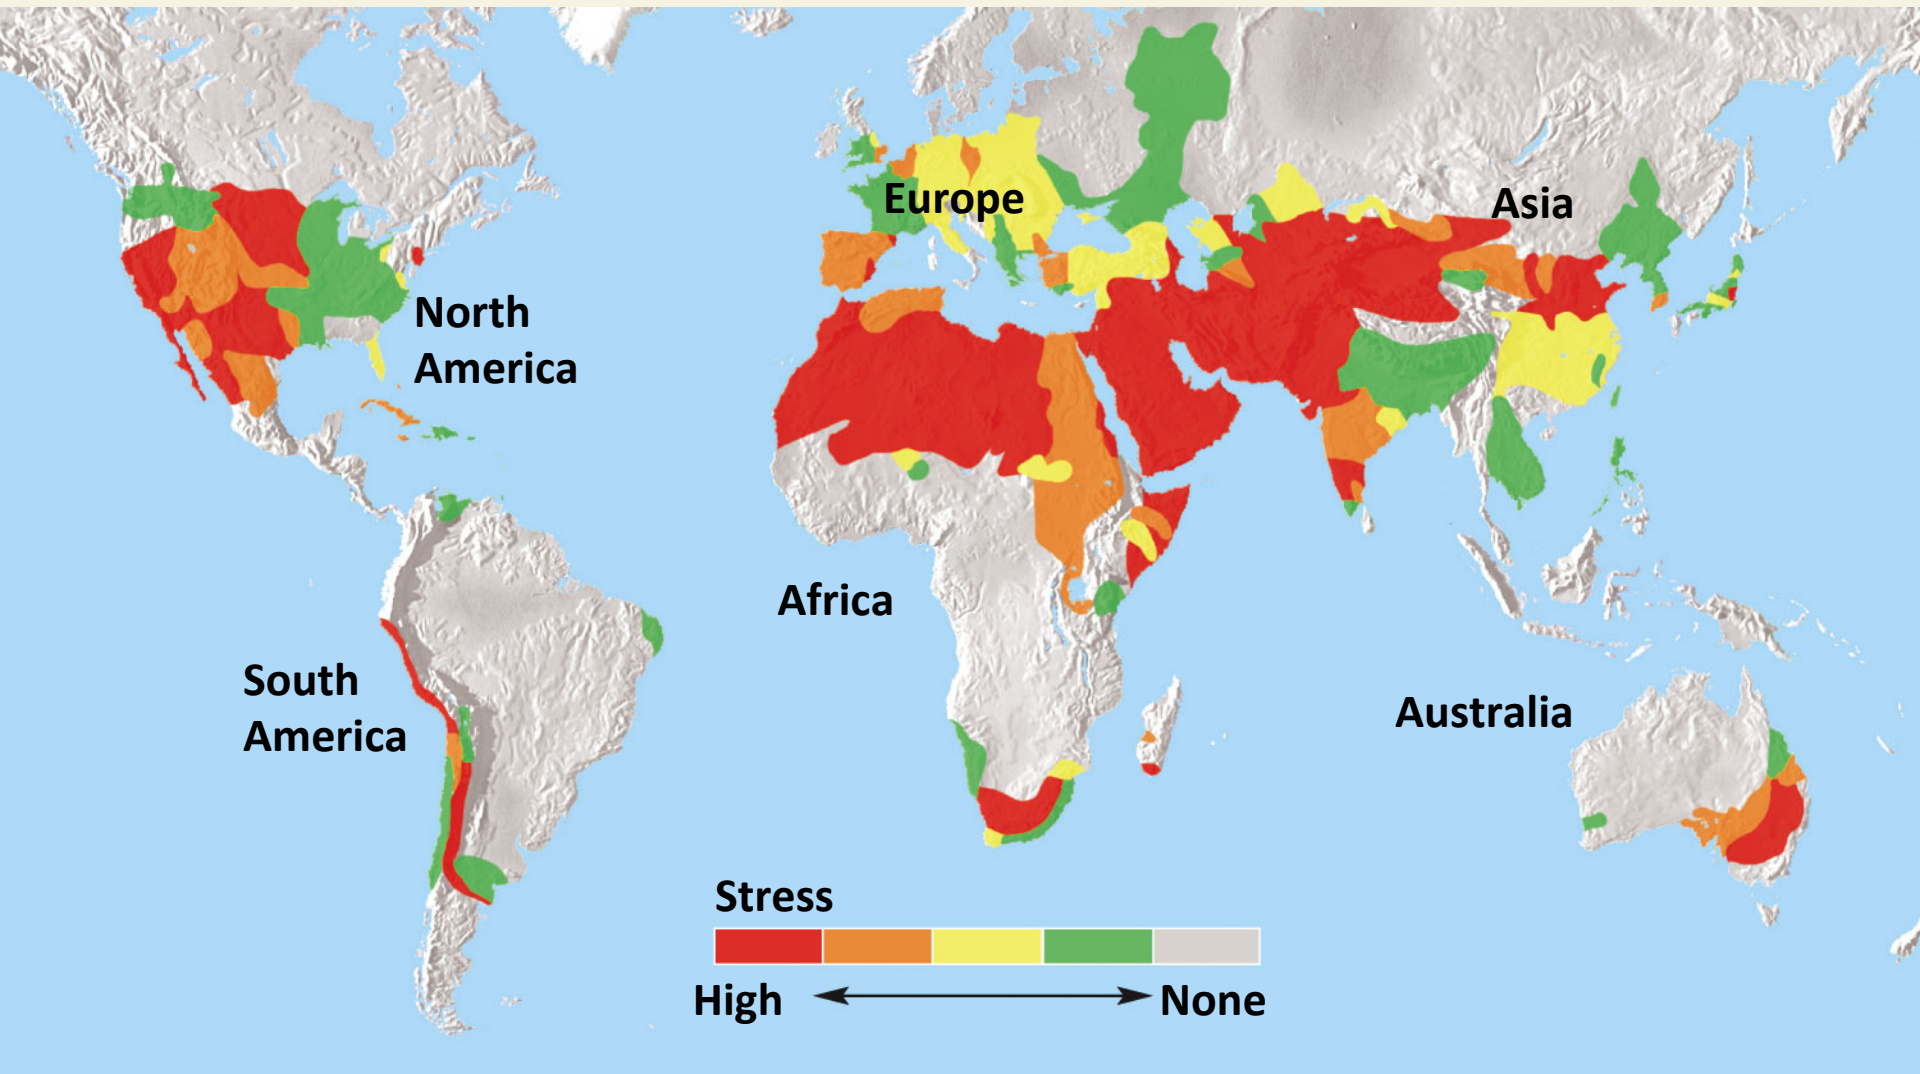 Europe
Asia
North
America
Africa
South
America
Australia
Stress
High
None